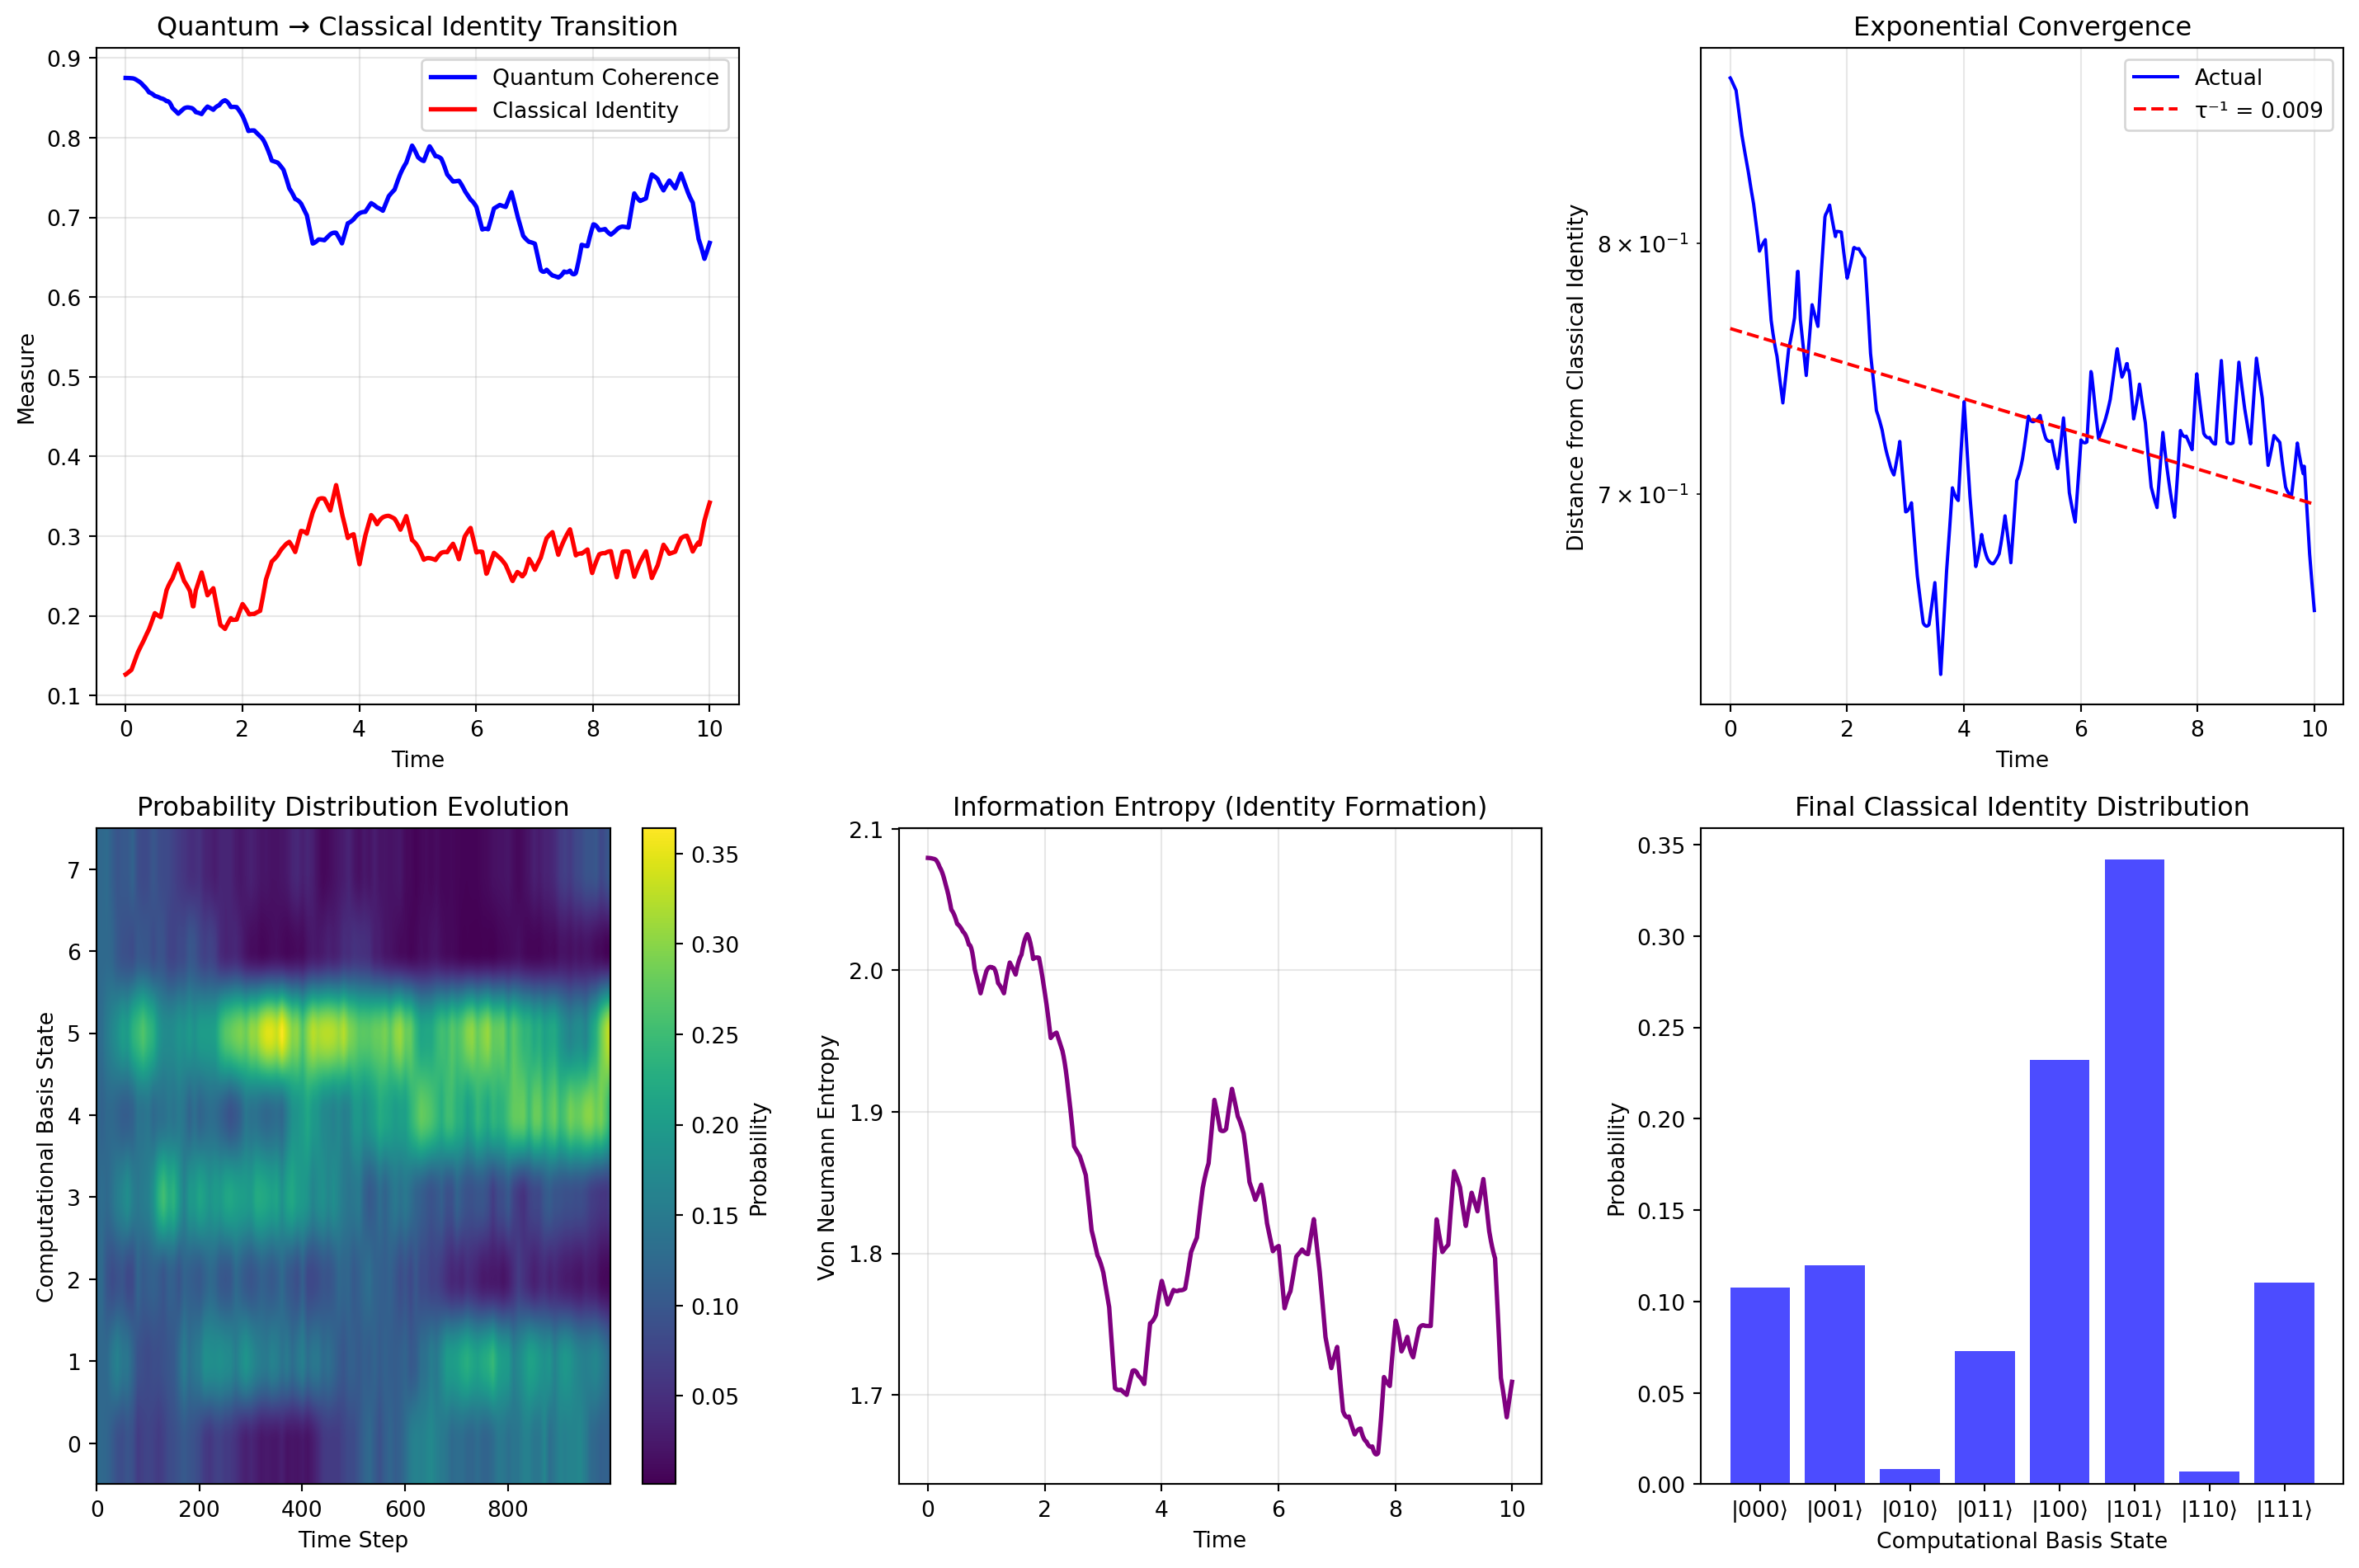 Quantum → Classical Identity Transition
Measure
0.9
0.8
0.7
0.6
0.5
0.4
0.3
0.2
0.1
Quantum Coherence
Classical Identity
0 2 4 6 8 10
Time
Exponential Convergence
Distance from Classical Identity
8 × 10⁻¹
7 × 10⁻¹
Actual
τ⁻¹ = 0.009
0 2 4 6 8 10
Time
Probability Distribution Evolution
Computational Basis State
7
6
5
4
3
2
1
0
0 200 400 600 800
Time Step
0.35
0.30
0.25
0.20
0.15
0.10
0.05
Probability
Information Entropy (Identity Formation)
Von Neumann Entropy
2.1
2.0
1.9
1.8
1.7
0 2 4 6 8 10
Time
Final Classical Identity Distribution
Probability
0.35
0.30
0.25
0.20
0.15
0.10
0.05
0.00
|000⟩ |001⟩ |010⟩ |011⟩ |100⟩ |101⟩ |110⟩ |111⟩
Computational Basis State